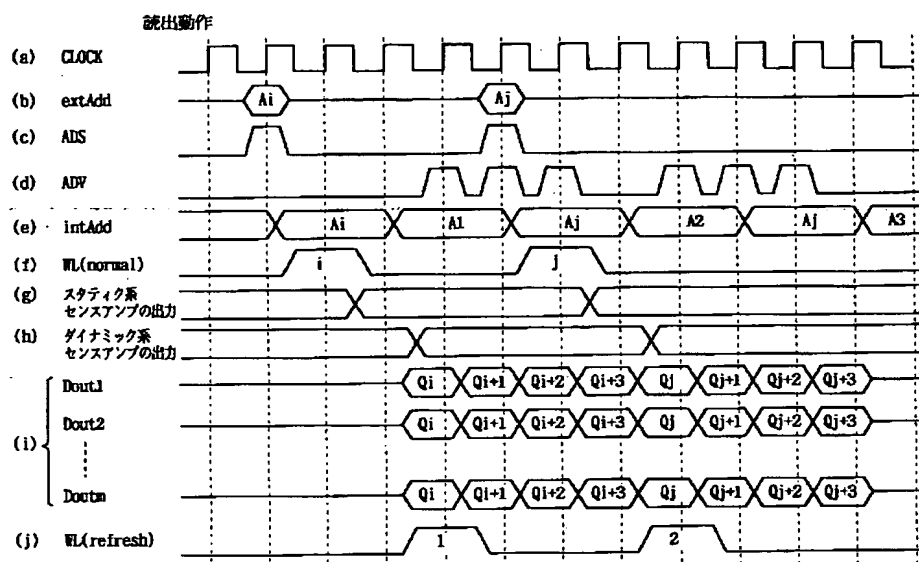 読出動作
(a) CLOCK
(b) extAdd Ai Aj
(c) ADS
(d) ADV
(e) intAdd Ai A1 Aj A2 Aj A3
(f) WL(normal) i j
(g) スタティク系
センスアンプの出力
(h) ダイナミック系
センスアンプの出力
(i)
Dout1 Qi Qi+1 Qi+2 Qi+3 Qj Qj+1 Qj+2 Qj+3
Dout2 Qi Qi+1 Qi+2 Qi+3 Qj Qj+1 Qj+2 Qj+3
Doutm Qi Qi+1 Qi+2 Qi+3 Qj Qj+1 Qj+2 Qj+3
(j) WL(refresh) 1 2